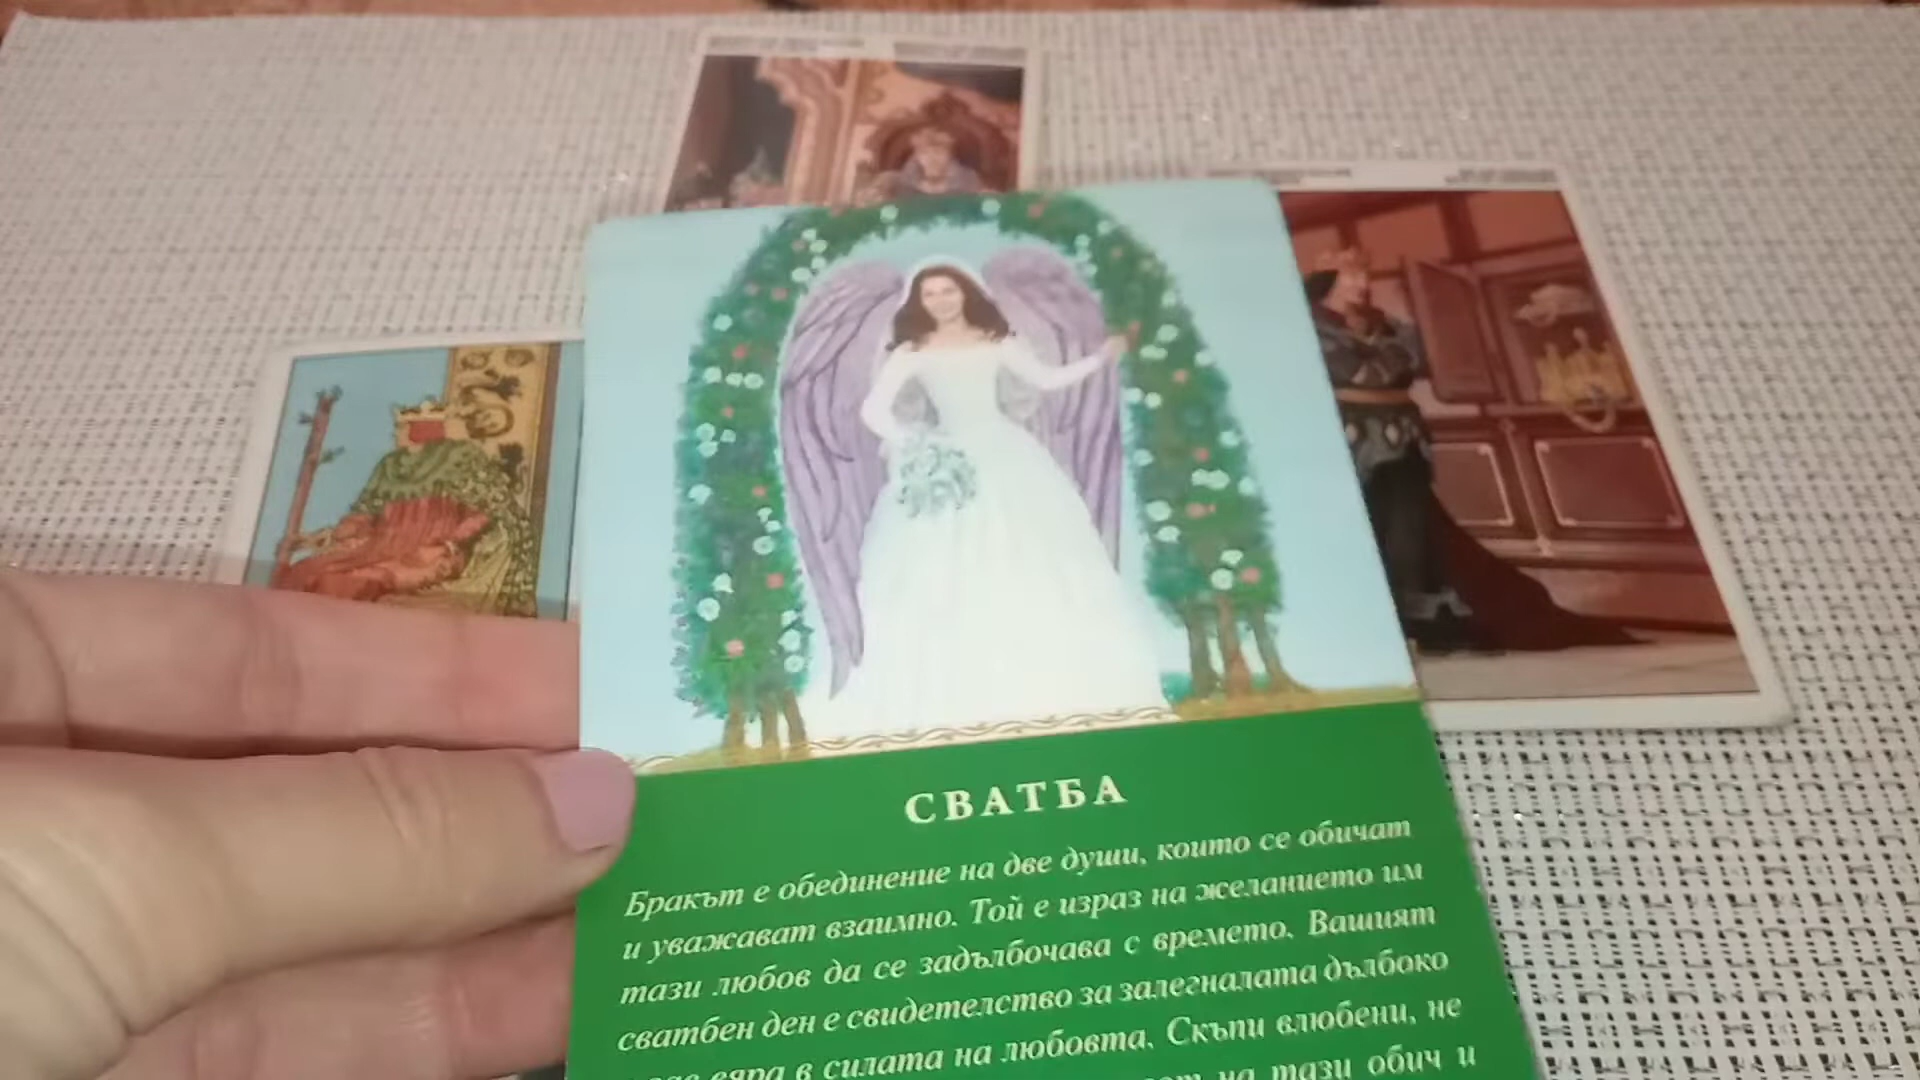 СВАТБА
Бракът е обединение на две души, които се обичат
и уважават взаимно. Той е израз на желанието им
тази любов да се задълбочава с времето. Вашият
сватбен ден е свидетелство за залегналата дълбоко
вяра в силата на любовта. Скъпи влюбени, не
на тази обич и